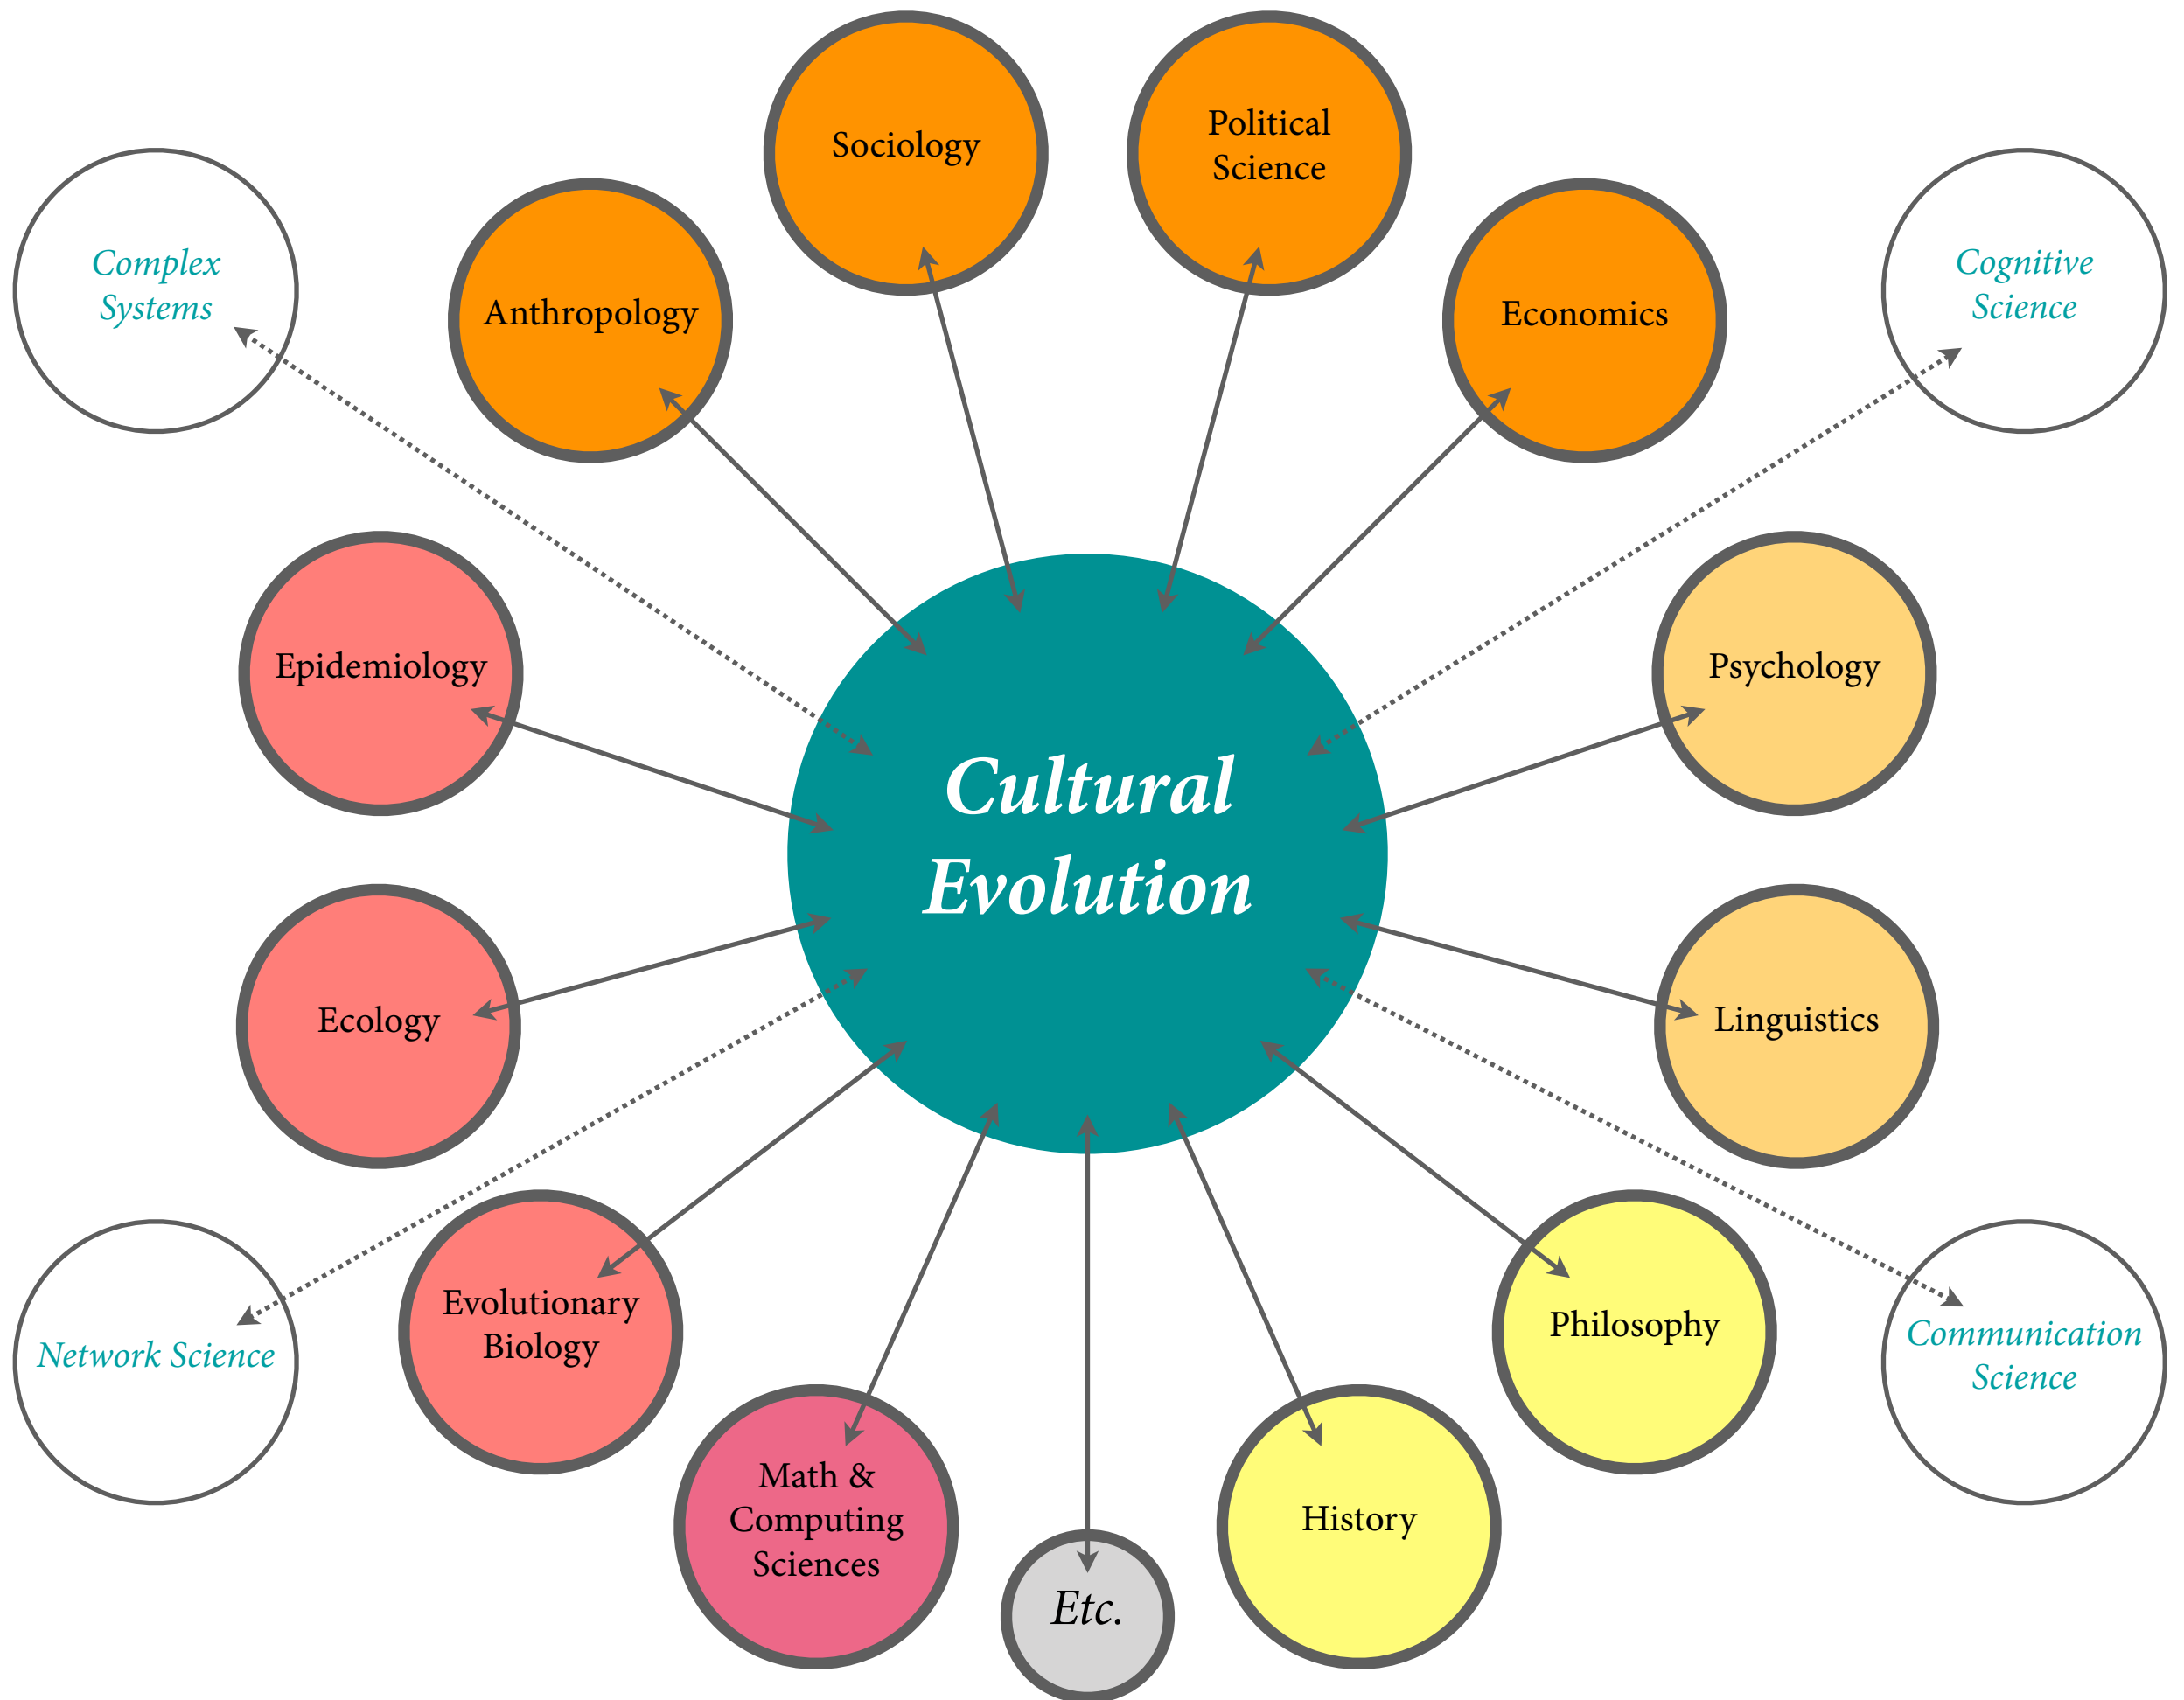 Sociology
Political
Science
Complex
Systems
Anthropology
Economics
Cognitive
Science
Epidemiology
Psychology
Cultural
Evolution
Ecology
Linguistics
Network Science
Evolutionary
Biology
Philosophy
Communication
Science
Math &
Computing
Sciences
History
Etc.